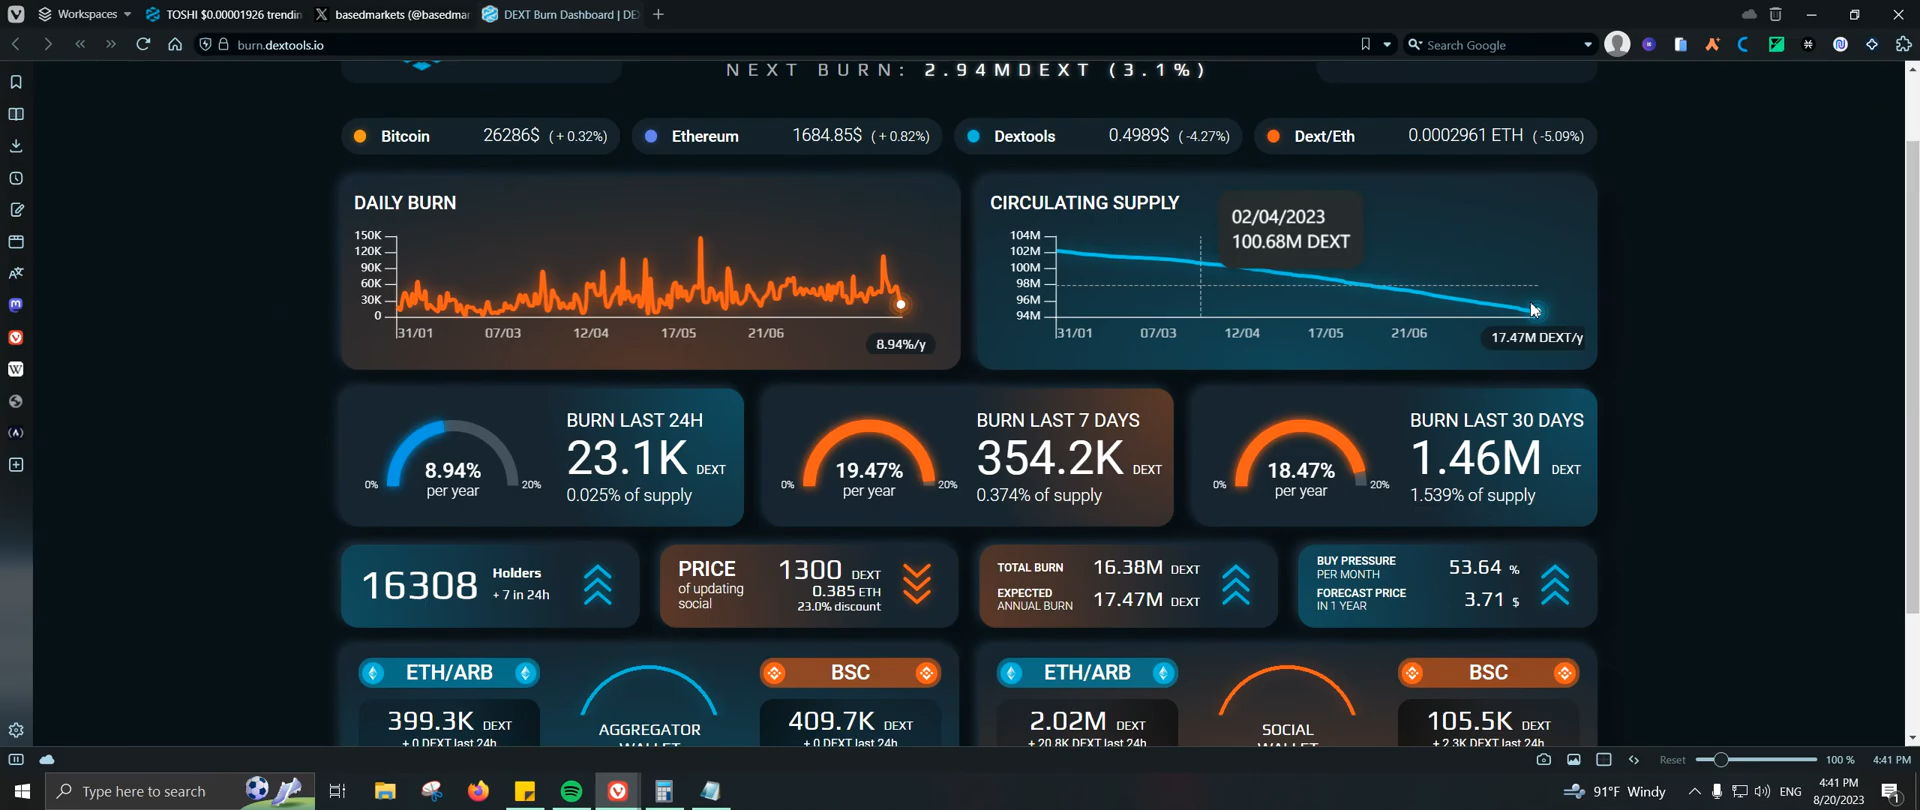 Workspaces
TOSHI $0.00001926 trendin
basedmarkets (@basedmar
DEXT Burn Dashboard | DE
burn.dextools.io
Search Google
NEXT BURN: 2.94MDEXT (3.1%)
Bitcoin 26286$ (+0.32%)
Ethereum 1684.85$ (+0.82%)
Dextools 0.4989$ (-4.27%)
Dext/Eth 0.0002961 ETH (-5.09%)
DAILY BURN
150K
120K
90K
60K
30K
0
31/01 07/03 12/04 17/05 21/06
8.94%/y
CIRCULATING SUPPLY
02/04/2023
100.68M DEXT
104M
102M
100M
98M
96M
94M
31/01 07/03 12/04 17/05 21/06
17.47M DEXT/y
BURN LAST 24H
23.1K DEXT
0.025% of supply
8.94%
per year
0% 20%
BURN LAST 7 DAYS
354.2K DEXT
0.374% of supply
19.47%
per year
0% 20%
BURN LAST 30 DAYS
1.46M DEXT
1.539% of supply
18.47%
per year
0% 20%
16308 Holders
+ 7 in 24h
PRICE
of updating
social
1300 DEXT
0.385 ETH
23.0% discount
TOTAL BURN 16.38M DEXT
EXPECTED
ANNUAL BURN 17.47M DEXT
BUY PRESSURE
PER MONTH 53.64 %
FORECAST PRICE
IN 1 YEAR 3.71 $
ETH/ARB
399.3K DEXT
+ 0 DEXT last 24h
AGGREGATOR
WALLET
BSC
409.7K DEXT
+ 0 DEXT last 24h
ETH/ARB
2.02M DEXT
+ 20.8K DEXT last 24h
SOCIAL
WALLET
BSC
105.5K DEXT
+ 2.3K DEXT last 24h
Reset 100 % 4:41 PM
Type here to search
91°F Windy
ENG
4:41 PM
8/20/2023
1